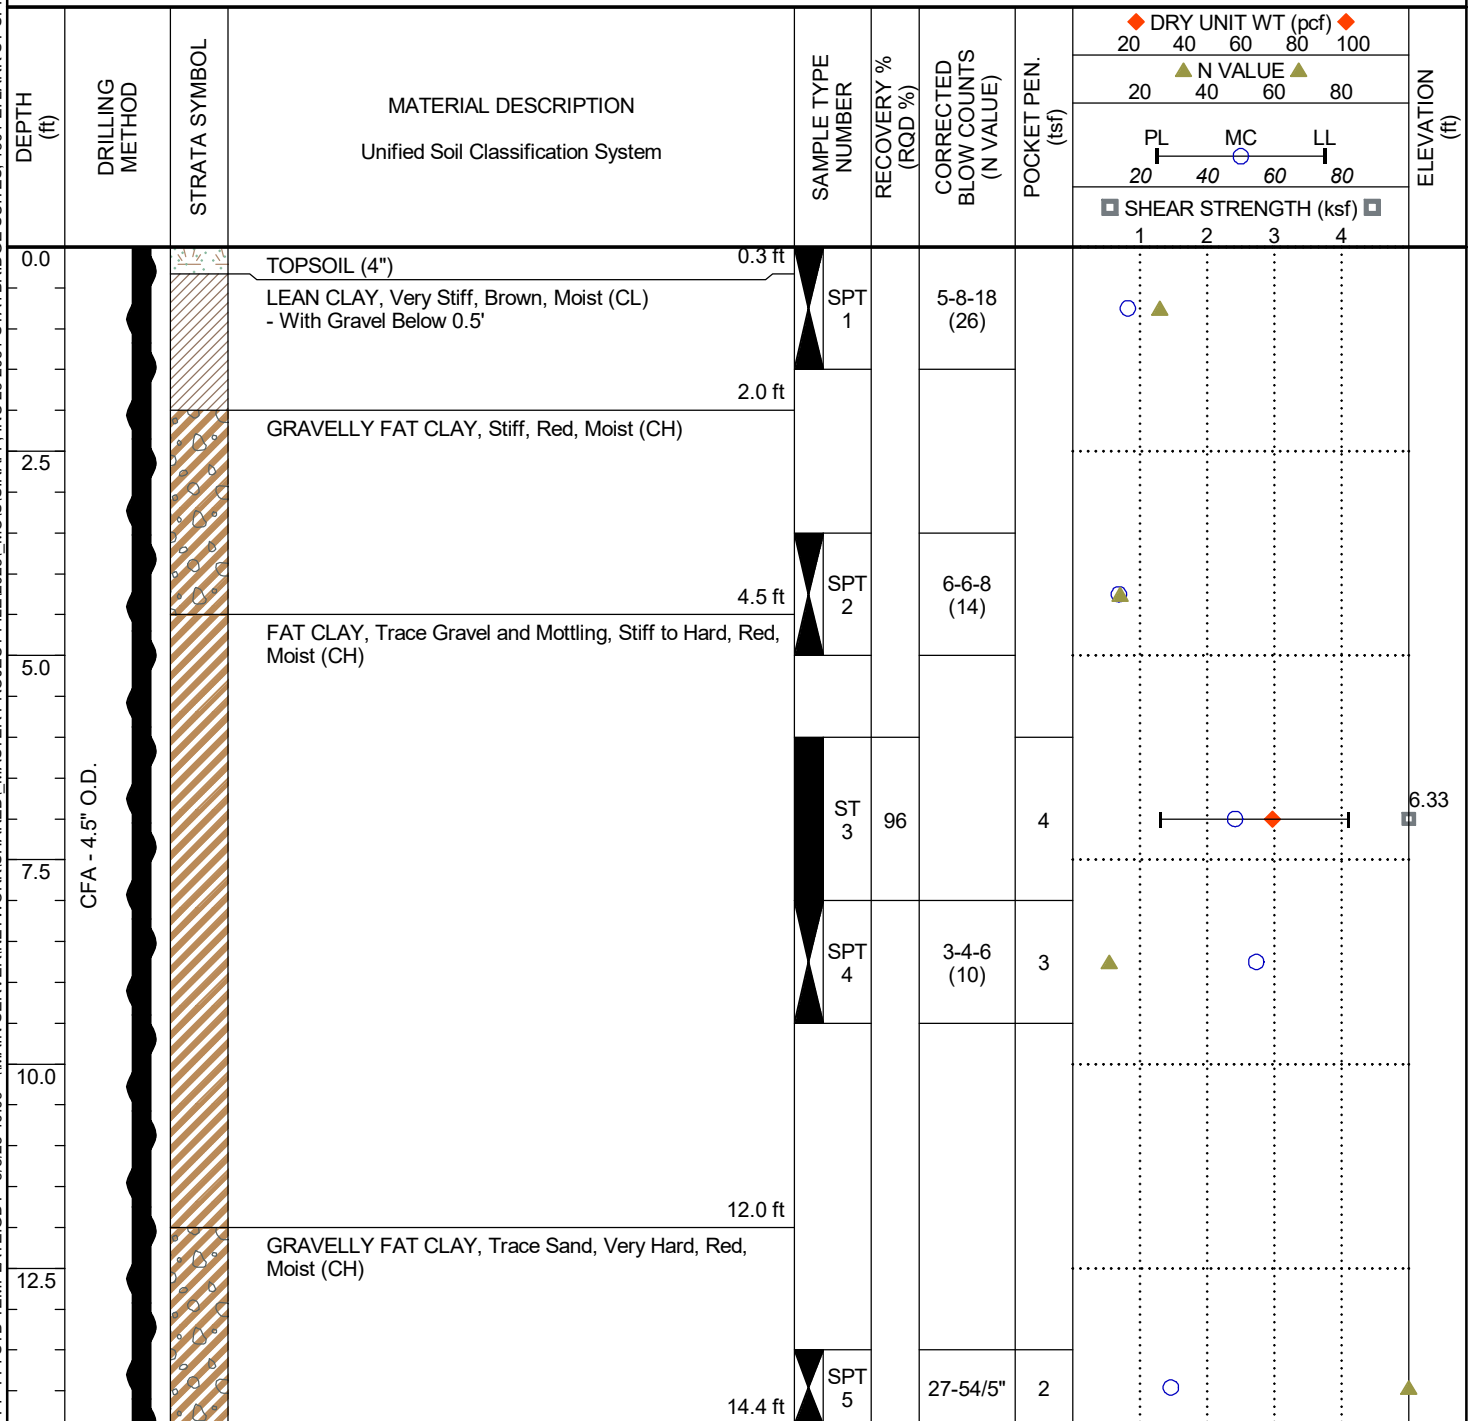 DEPTH
(ft)
DRILLING
METHOD
STRATA SYMBOL
MATERIAL DESCRIPTION
Unified Soil Classification System
SAMPLE TYPE
NUMBER
RECOVERY %
(RQD %)
CORRECTED
BLOW COUNTS
(N VALUE)
POCKET PEN.
(tsf)
DRY UNIT WT (pcf)
20 40 60 80 100
N VALUE
20 40 60 80
PL MC LL
20 40 60 80
SHEAR STRENGTH (ksf)
1 2 3 4
ELEVATION
(ft)
0.0
TOPSOIL (4")
0.3 ft
LEAN CLAY, Very Stiff, Brown, Moist (CL)
- With Gravel Below 0.5'
SPT
1
5-8-18
(26)
2.0 ft
GRAVELLY FAT CLAY, Stiff, Red, Moist (CH)
2.5
4.5 ft
SPT
2
6-6-8
(14)
FAT CLAY, Trace Gravel and Mottling, Stiff to Hard, Red,
Moist (CH)
5.0
CFA - 4.5" O.D.
ST
3
96
4
6.33
7.5
SPT
4
3-4-6
(10)
3
10.0
12.0 ft
GRAVELLY FAT CLAY, Trace Sand, Very Hard, Red,
Moist (CH)
12.5
SPT
5
27-54/5"
2
14.4 ft